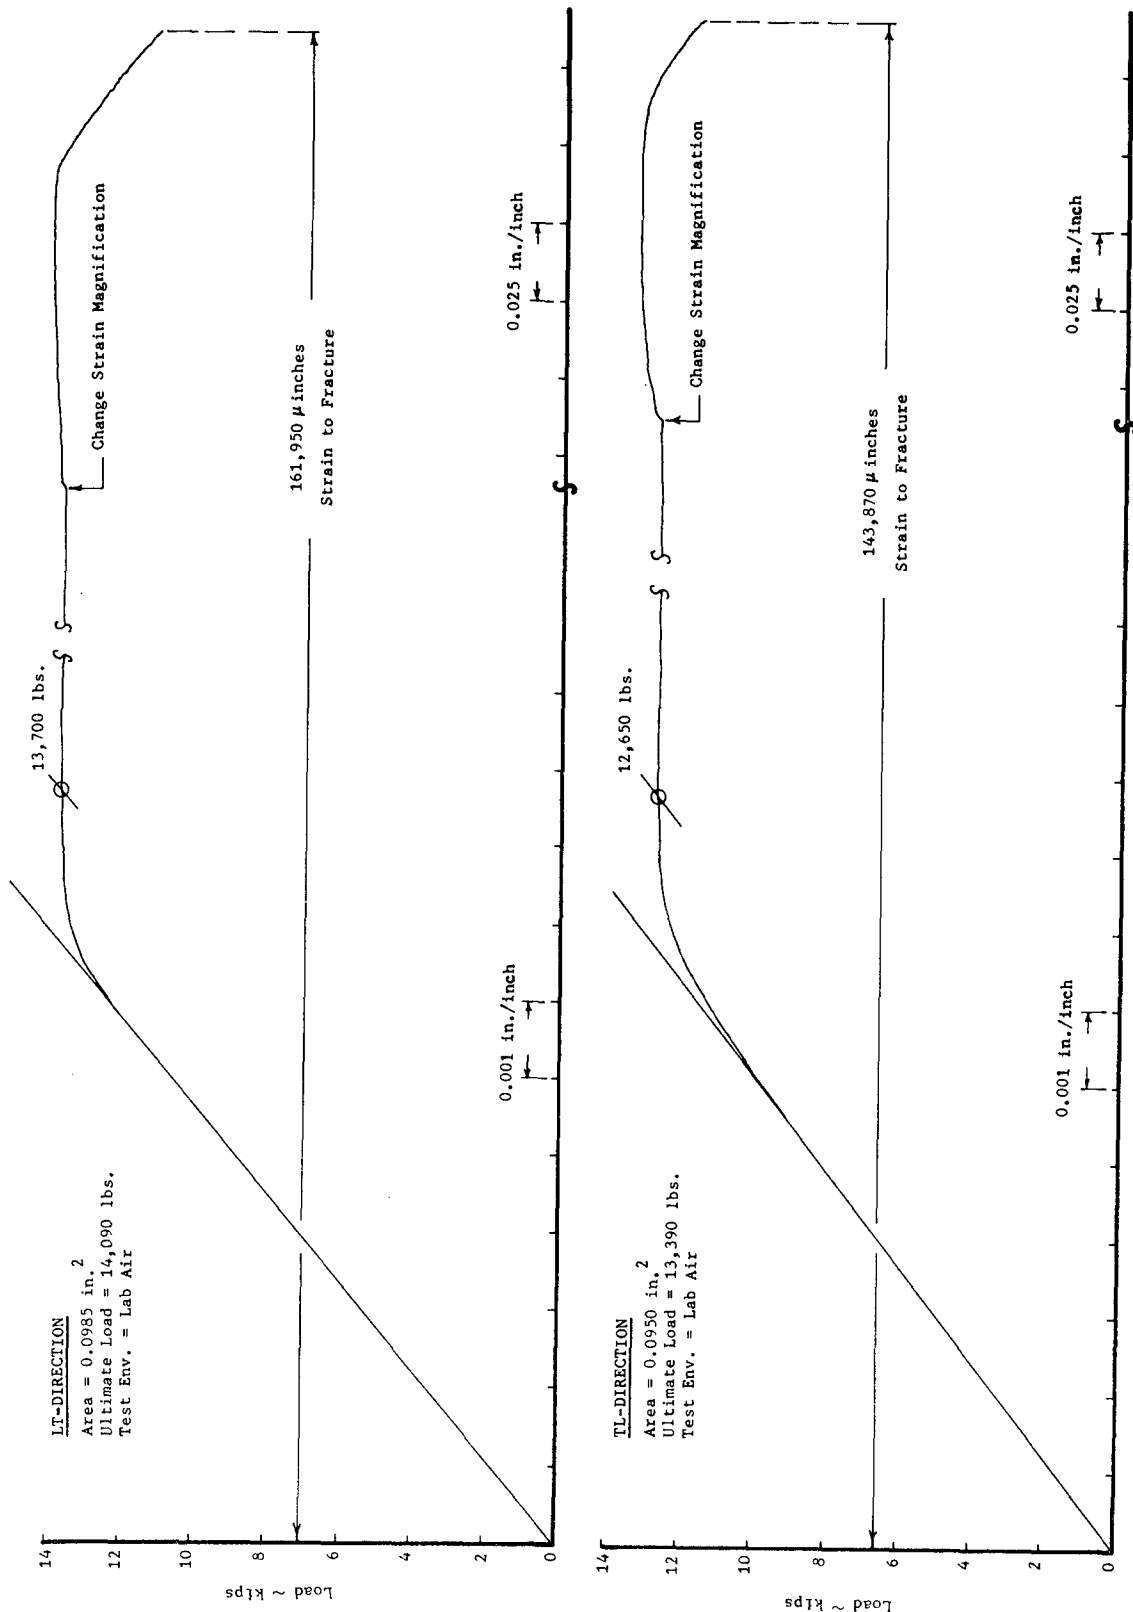 LT-DIRECTION
Area = 0.0985 in.2
Ultimate Load = 14,090 lbs.
Test Env. = Lab Air
13,700 lbs.
Change Strain Magnification
161,950 μ inches
Strain to Fracture
0.001 in./inch
0.025 in./inch
Load ~ kips
14
12
10
8
6
4
2
0
TL-DIRECTION
Area = 0.0950 in.2
Ultimate Load = 13,390 lbs.
Test Env. = Lab Air
12,650 lbs.
Change Strain Magnification
143,870 μ inches
Strain to Fracture
0.001 in./inch
0.025 in./inch
Load ~ kips
14
12
10
8
6
4
2
0